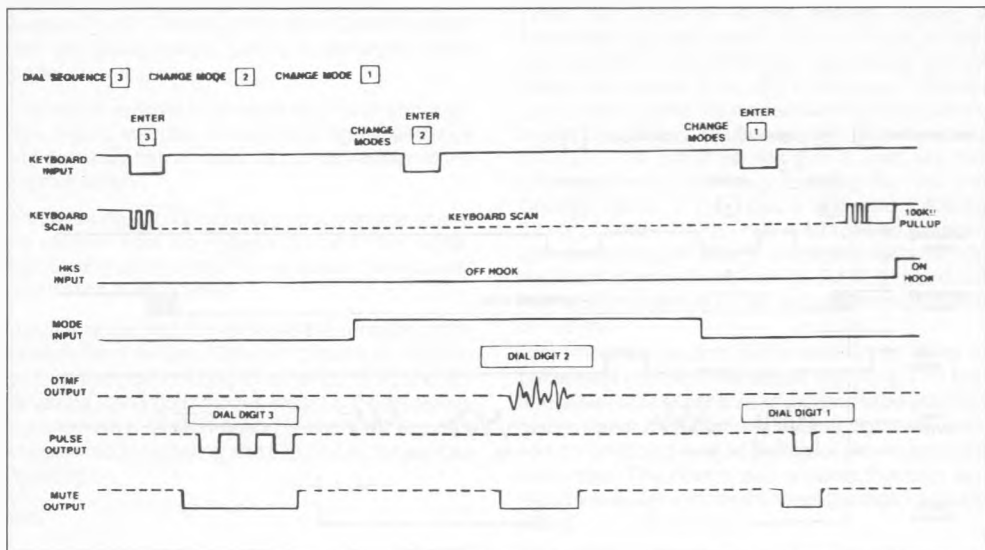 DIAL SEQUENCE 3 CHANGE MODE 2 CHANGE MODE 1
ENTER 3
CHANGE MODES ENTER 2
CHANGE MODES ENTER 1
KEYBOARD INPUT
KEYBOARD SCAN
KEYBOARD SCAN
PULLUP
HKS INPUT
OFF HOOK
ON HOOK
MODE INPUT
DIAL DIGIT 2
DTMF OUTPUT
DIAL DIGIT 3
DIAL DIGIT 1
PULSE OUTPUT
MUTE OUTPUT